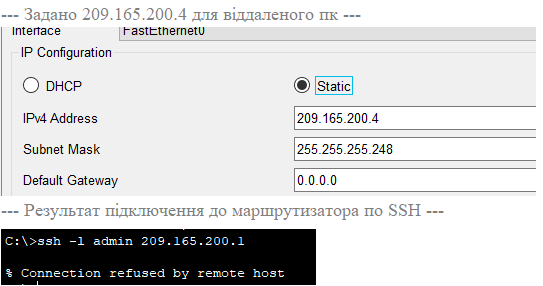 --- Задано 209.165.200.4 для віддаленого пк ---
Interface FastEthernet0
IP Configuration
DHCP Static
IPv4 Address 209.165.200.4
Subnet Mask 255.255.255.248
Default Gateway 0.0.0.0
--- Результат підключення до маршрутизатора по SSH ---
C:\>ssh -l admin 209.165.200.1
% Connection refused by remote host